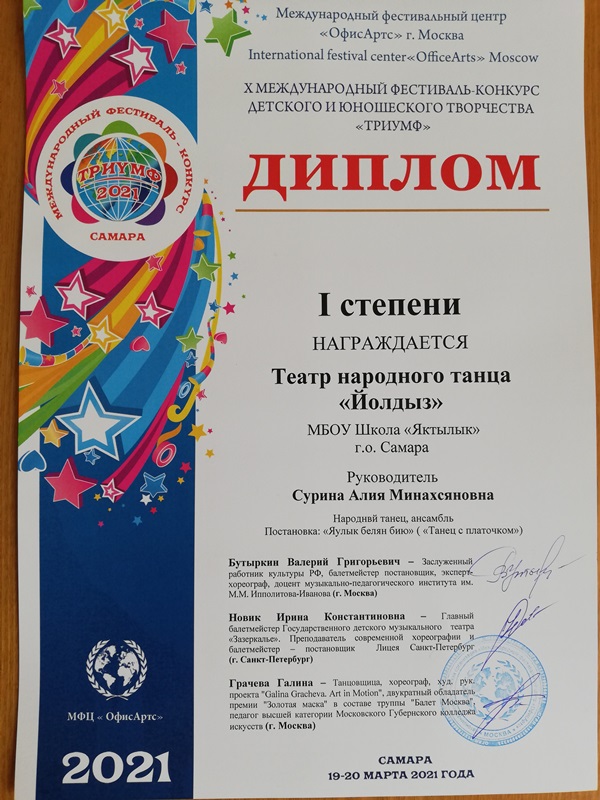 Международный фестивальный центр
«ОфисАртс» г. Москва
International festival center«OfficeArts» Moscow
X МЕЖДУНАРОДНЫЙ ФЕСТИВАЛЬ-КОНКУРС
ДЕТСКОГО И ЮНОШЕСКОГО ТВОРЧЕСТВА
«ТРИУМФ»
МЕЖДУНАРОДНЫЙ ФЕСТИВАЛЬ - КОНКУРС
ТРИУМФ
2021
САМАРА
ДИПЛОМ
I степени
НАГРАЖДАЕТСЯ
Театр народного танца
«Йолдыз»
МБОУ Школа «Яктылык»
г.о. Самара
Руководитель
Сурина Алия Минахсяновна
Народнвй танец, ансамбль
Постановка: «Яулык белян бию» ( «Танец с платочком»)
Бутыркин Валерий Григорьевич – Заслуженный
работник культуры РФ, балетмейстер постановщик, эксперт-
хореограф, доцент музыкально-педагогического института им.
М.М. Ипполитова-Иванова (г. Москва)
Новик Ирина Константиновна – Главный
балетмейстер Государственного детского музыкального театра
«Зазеркалье». Преподаватель современной хореографии и
балетмейстер – постановщик Лицея Санкт-Петербург
(г. Санкт-Петербург)
Грачева Галина – Танцовщица, хореограф, худ. рук.
проекта "Galina Gracheva. Art in Motion", двукратный обладатель
премии "Золотая маска" в составе труппы "Балет Москва",
педагог высшей категории Московского Губернского колледжа
искусств (г. Москва)
МОСКВА
МФЦ « ОфисАртс»
2021
САМАРА
19-20 МАРТА 2021 ГОДА